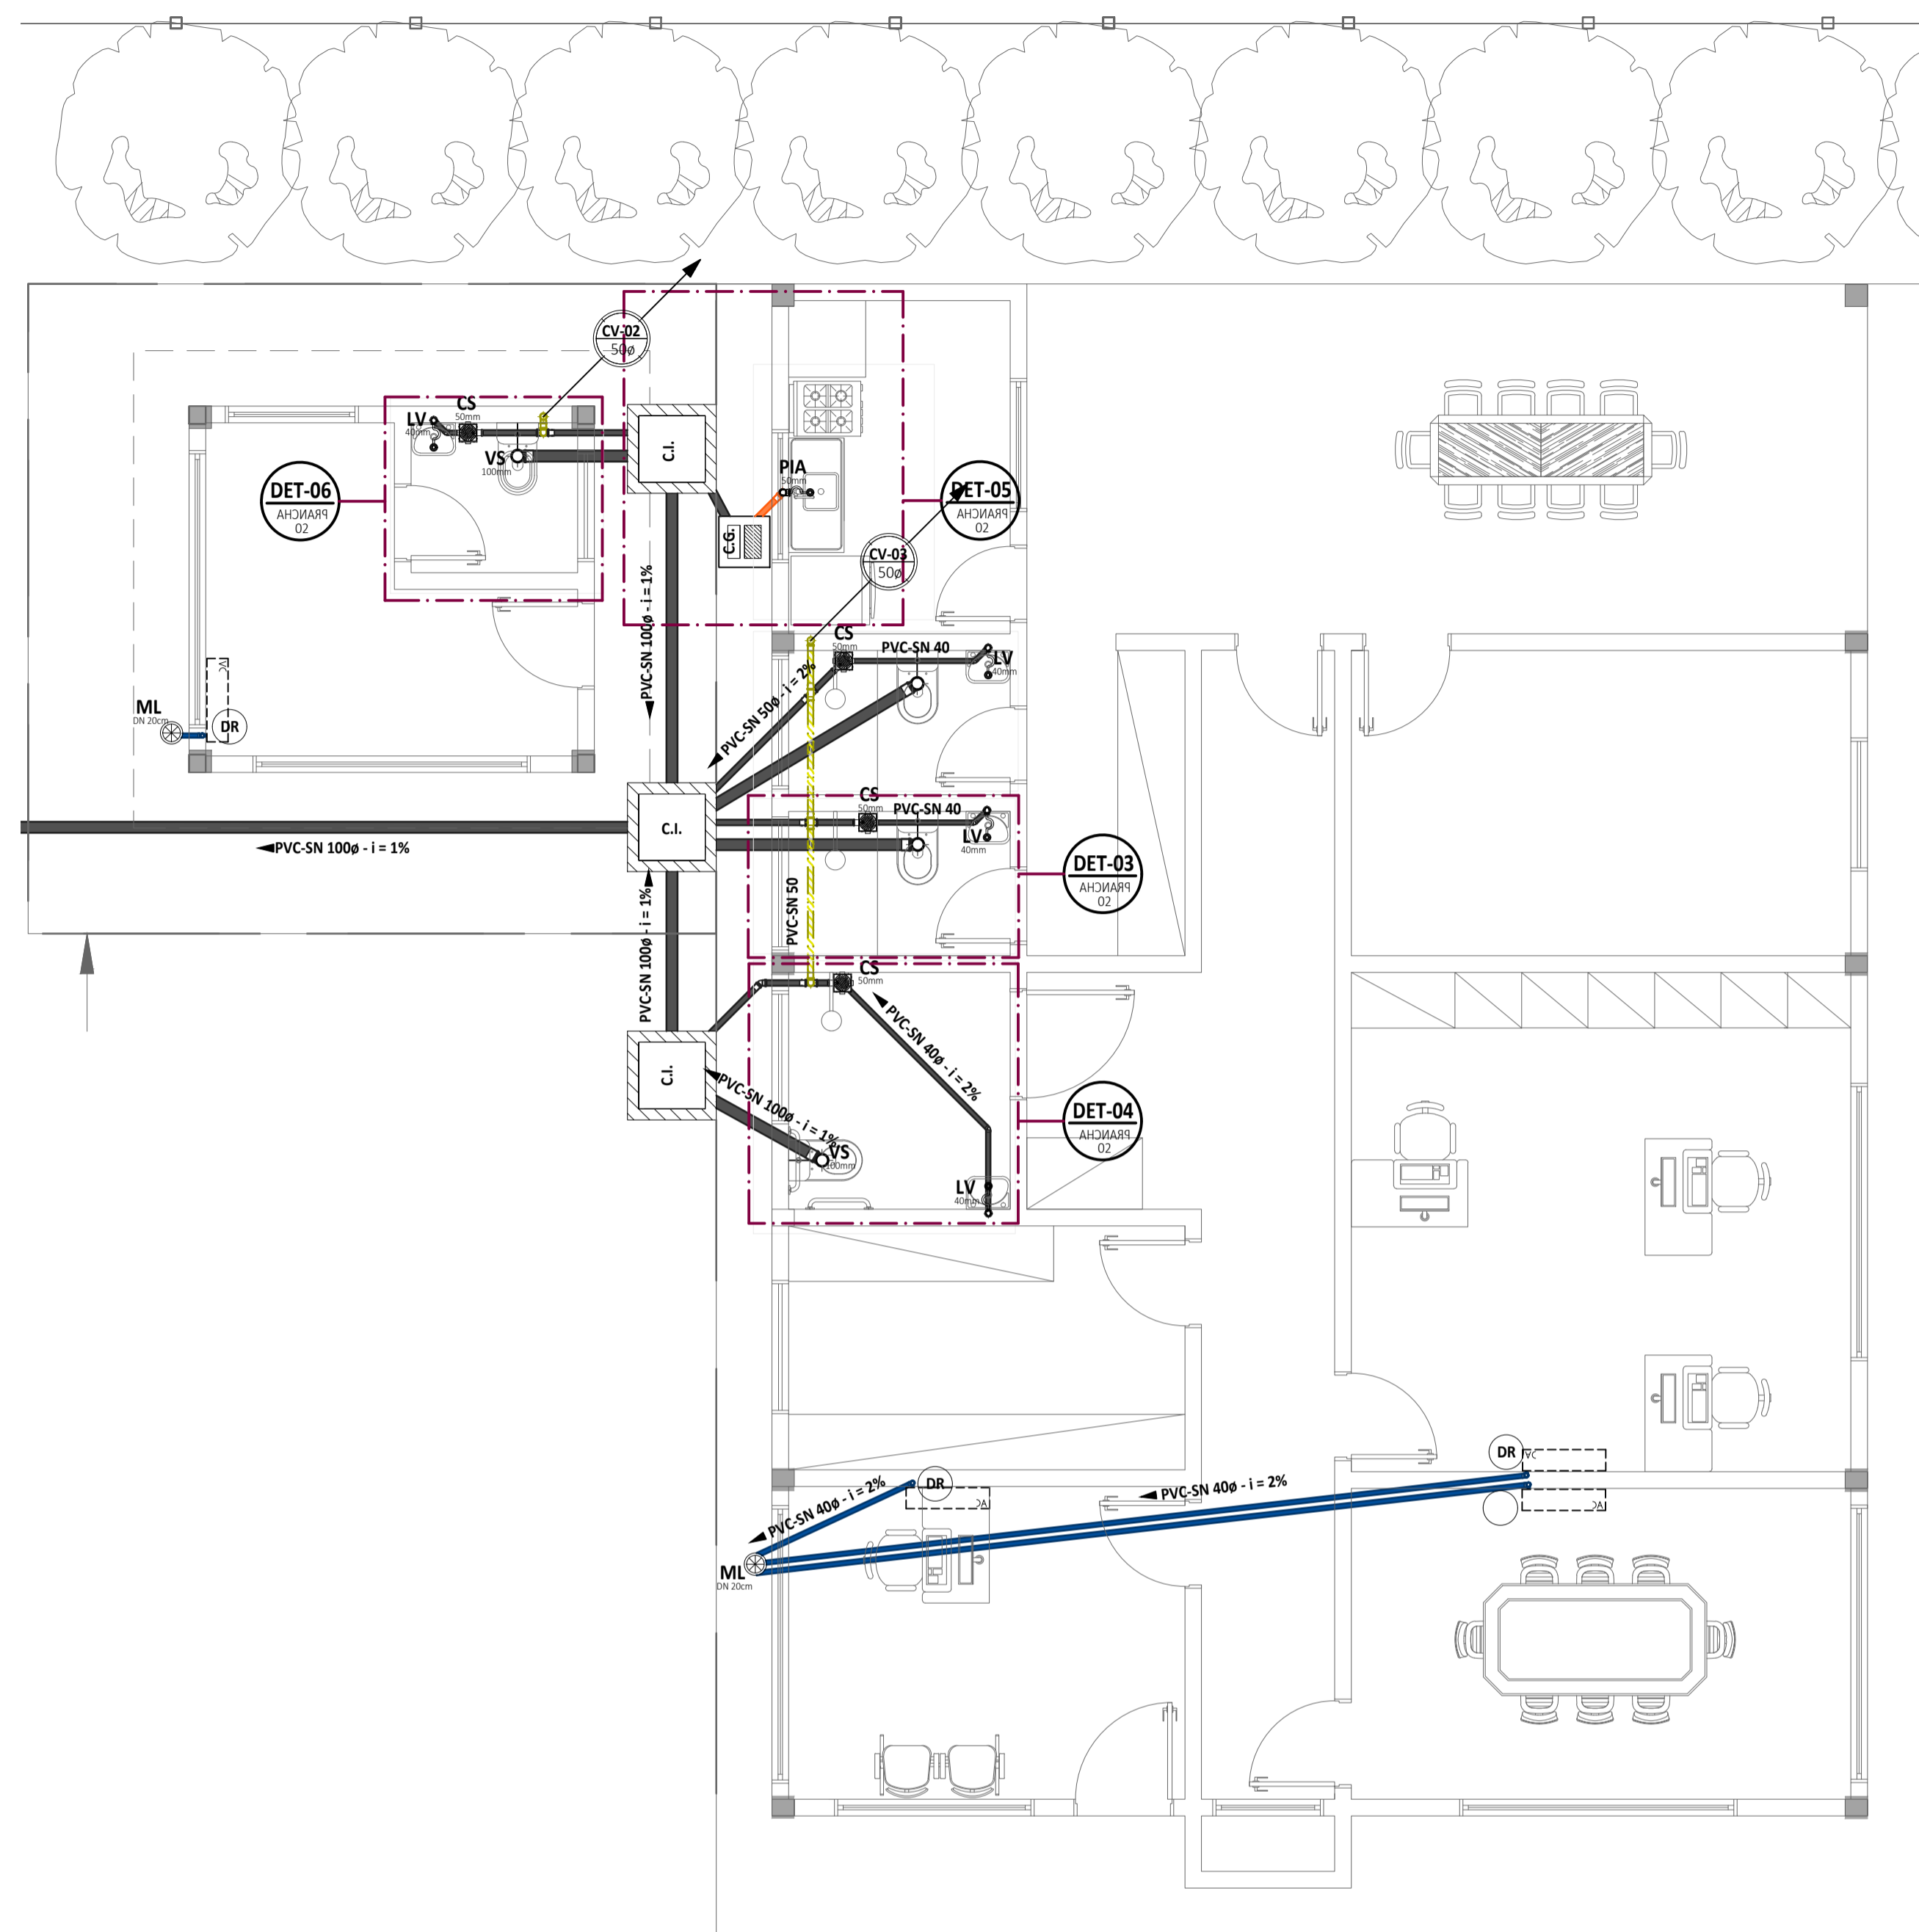 CV-02
50ø
CS
50mm
LV
40mm
VS
100mm
C.I.
PIA
50mm
DET-06
PRANCHA
02
DET-05
PRANCHA
02
C.G.
CV-03
50ø
PVC-SN 100ø - i = 1%
CS
50mm
PVC-SN 40
LV
40mm
PVC-SN 50ø - i = 2%
AC
ML
DN 20cm
DR
CS
50mm
PVC-SN 40
LV
40mm
C.I.
PVC-SN 100ø - i = 1%
DET-03
PRANCHA
02
PVC-SN 50
PVC-SN 100ø - i = 1%
CS
50mm
PVC-SN 40ø - i = 2%
C.I.
PVC-SN 100ø - i = 1%
VS
100mm
DET-04
PRANCHA
02
LV
40mm
DR
AC
DR
AC
AC
PVC-SN 40ø - i = 2%
PVC-SN 40ø - i = 2%
ML
DN 20cm